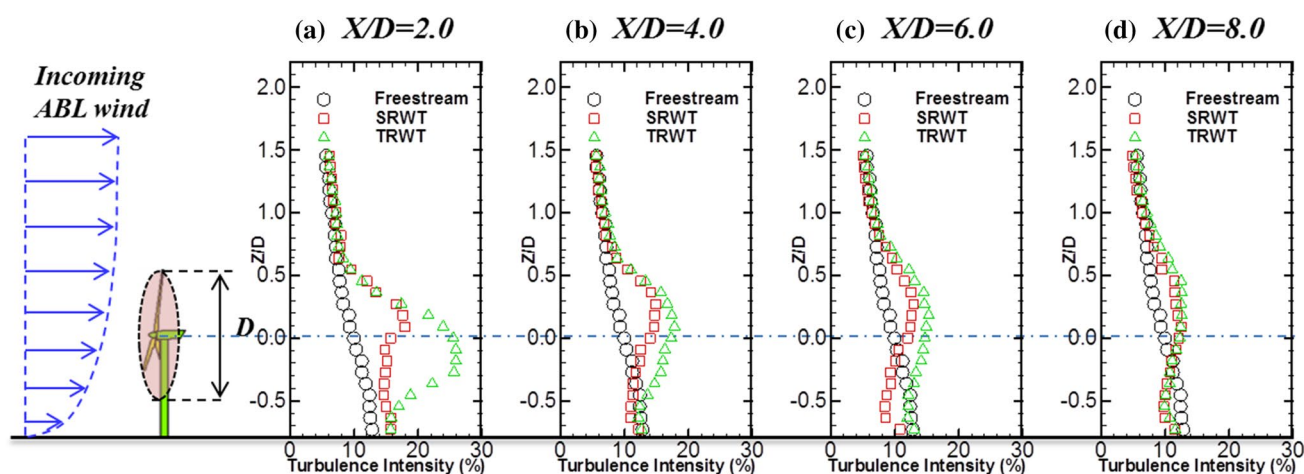 (a) X/D=2.0
(b) X/D=4.0
(c) X/D=6.0
(d) X/D=8.0
Incoming
ABL wind
D
2.0
1.5
1.0
0.5
0.0
-0.5
Z/D
Freestream
SRWT
TRWT
0 10 20 30
Turbulence Intensity (%)
2.0
1.5
1.0
0.5
0.0
-0.5
Z/D
Freestream
SRWT
TRWT
0 10 20 30
Turbulence Intensity (%)
2.0
1.5
1.0
0.5
0.0
-0.5
Z/D
Freestream
SRWT
TRWT
0 10 20 30
Turbulence Intensity (%)
2.0
1.5
1.0
0.5
0.0
-0.5
Z/D
Freestream
SRWT
TRWT
0 10 20 30
Turbulence Intensity (%)